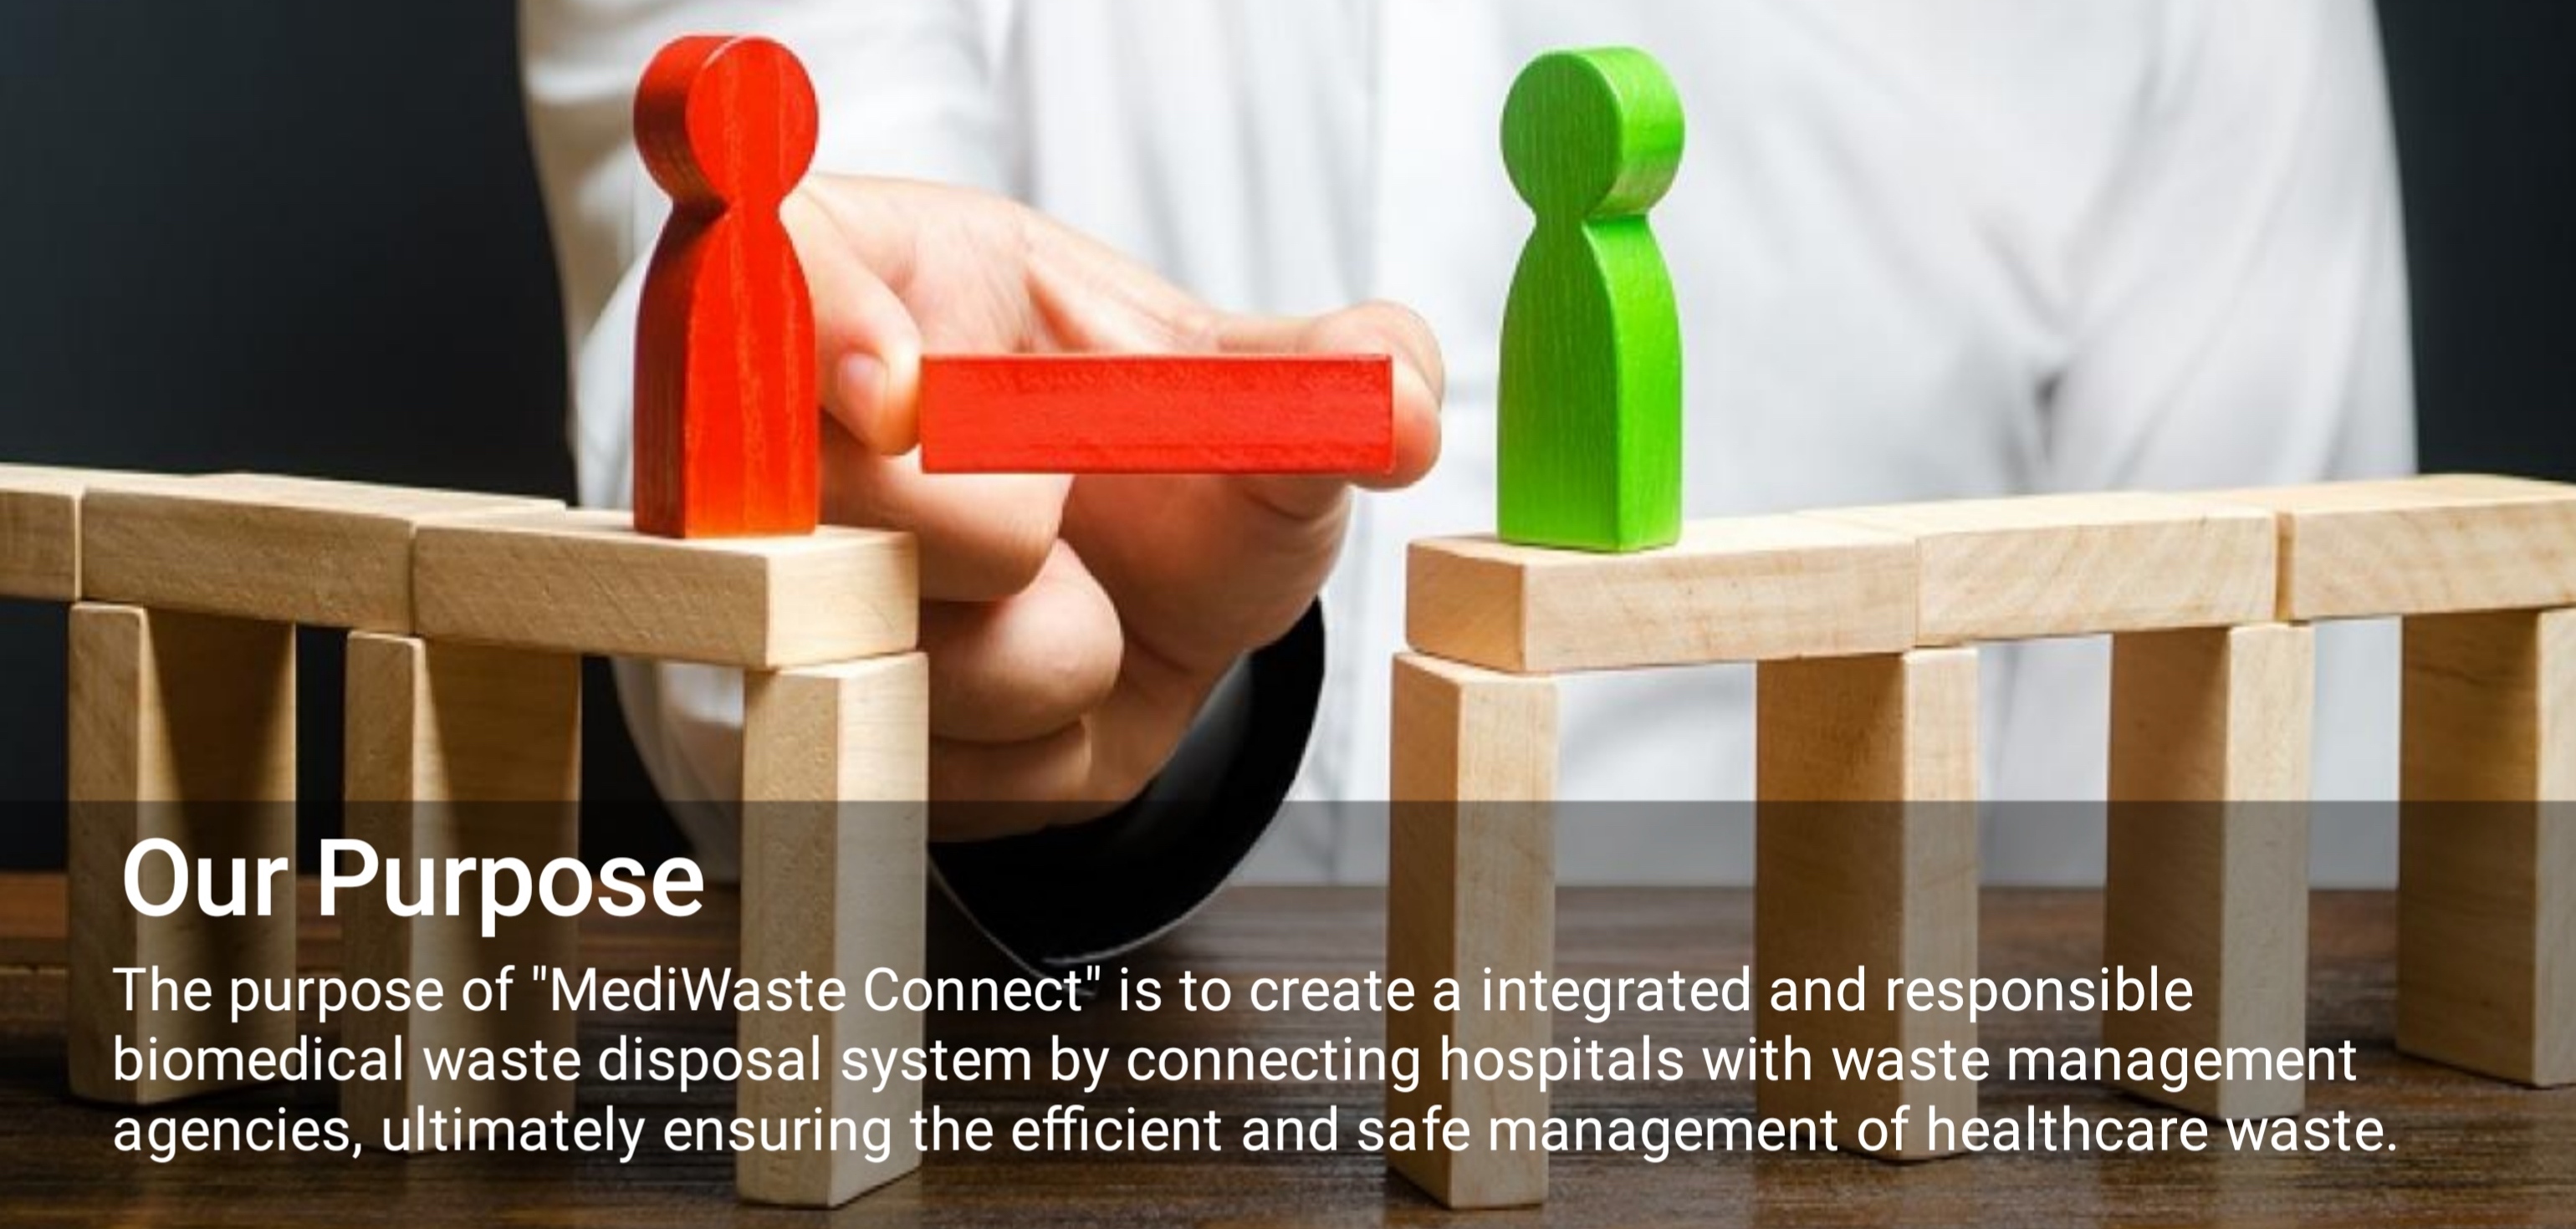 Our Purpose
The purpose of "MediWaste Connect" is to create a integrated and responsible
biomedical waste disposal system by connecting hospitals with waste management
agencies, ultimately ensuring the efficient and safe management of healthcare waste.